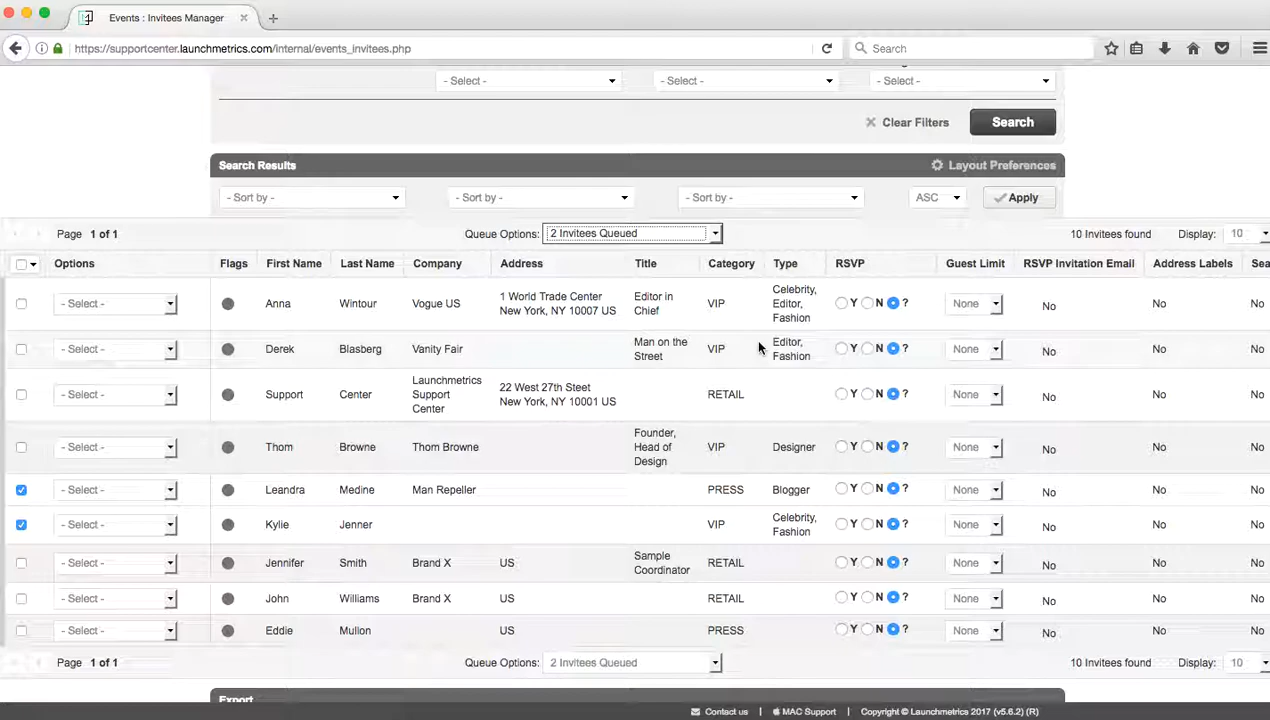 Events : Invitees Manager
https://supportcenter.launchmetrics.com/internal/events_invitees.php
Search
- Select - - Select - - Select -
Clear Filters Search
Search Results Layout Preferences
- Sort by - - Sort by - - Sort by - ASC Apply
Page 1 of 1 Queue Options: 2 Invitees Queued 10 Invitees found Display: 10
Options Flags First Name Last Name Company Address Title Category Type RSVP Guest Limit RSVP Invitation Email Address Labels Sea
- Select - Anna Wintour Vogue US 1 World Trade Center
New York, NY 10007 US Editor in
Chief VIP Celebrity,
Editor,
Fashion Y N ? None No No No
- Select - Derek Blasberg Vanity Fair Man on the
Street VIP Editor,
Fashion Y N ? None No No No
- Select - Support Center Launchmetrics
Support
Center 22 West 27th Steet
New York, NY 10001 US RETAIL Y N ? None No No No
- Select - Thom Browne Thom Browne Founder,
Head of
Design VIP Designer Y N ? None No No No
- Select - Leandra Medine Man Repeller PRESS Blogger Y N ? None No No No
- Select - Kylie Jenner VIP Celebrity,
Fashion Y N ? None No No No
- Select - Jennifer Smith Brand X US Sample
Coordinator RETAIL Y N ? None No No No
- Select - John Williams Brand X US RETAIL Y N ? None No No No
- Select - Eddie Mullon US PRESS Y N ? None No No No
Page 1 of 1 Queue Options: 2 Invitees Queued 10 Invitees found Display: 10
Export
Contact us | MAC Support | Copyright © Launchmetrics 2017 (v5.6.2) (R)